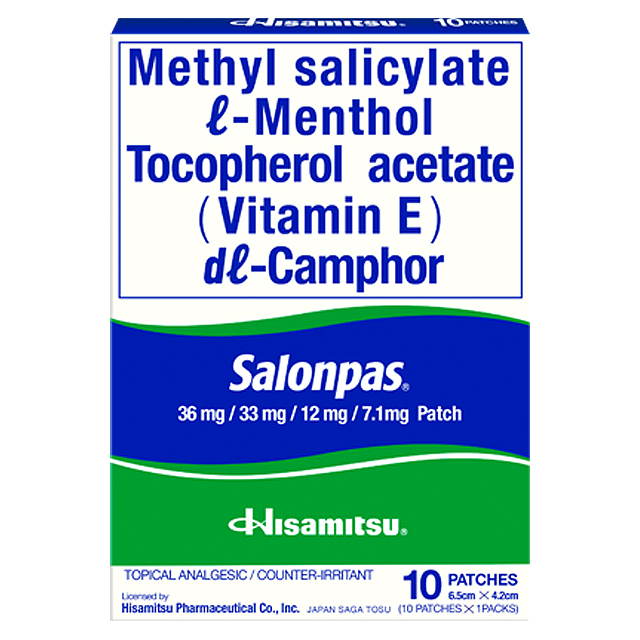 Hisamitsu 10 PATCHES
Methyl salicylate
ℓ-Menthol
Tocopherol acetate
(Vitamin E)
dℓ-Camphor
Salonpas®
36 mg / 33 mg / 12 mg / 7.1mg Patch
Hisamitsu®
TOPICAL ANALGESIC / COUNTER-IRRITANT
10 PATCHES
6.5cm × 4.2cm
Licensed by
Hisamitsu Pharmaceutical Co., Inc. JAPAN SAGA TOSU (10 PATCHES × 1PACKS)